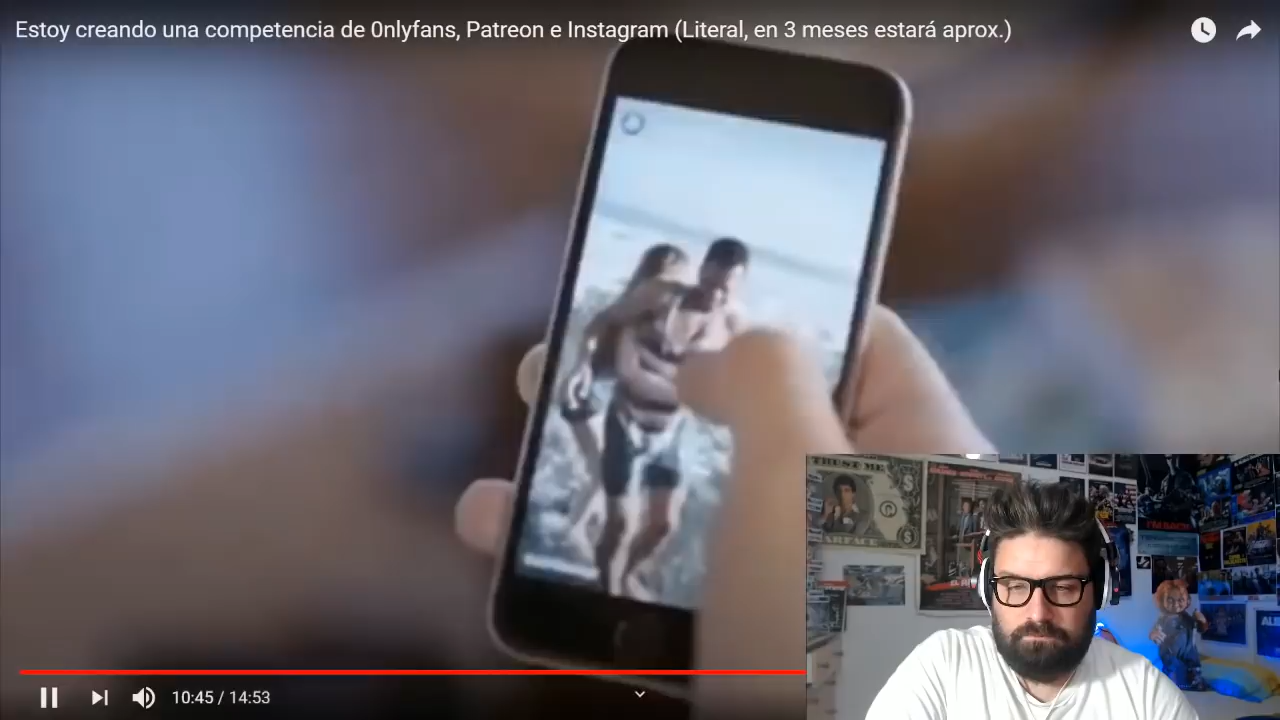 Estoy creando una competencia de 0nlyfans, Patreon e Instagram (Literal, en 3 meses estará aprox.)
TRUST ME
I'M BACK
10:45 / 14:53